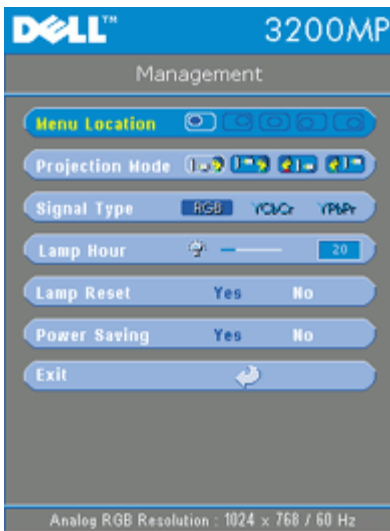 DELL™ 3200MP
Management
Menu Location
Projection Mode
Signal Type RGB YCbCr YPbPr
Lamp Hour 20
Lamp Reset Yes No
Power Saving Yes No
Exit
Analog RGB Resolution : 1024 x 768 / 60 Hz